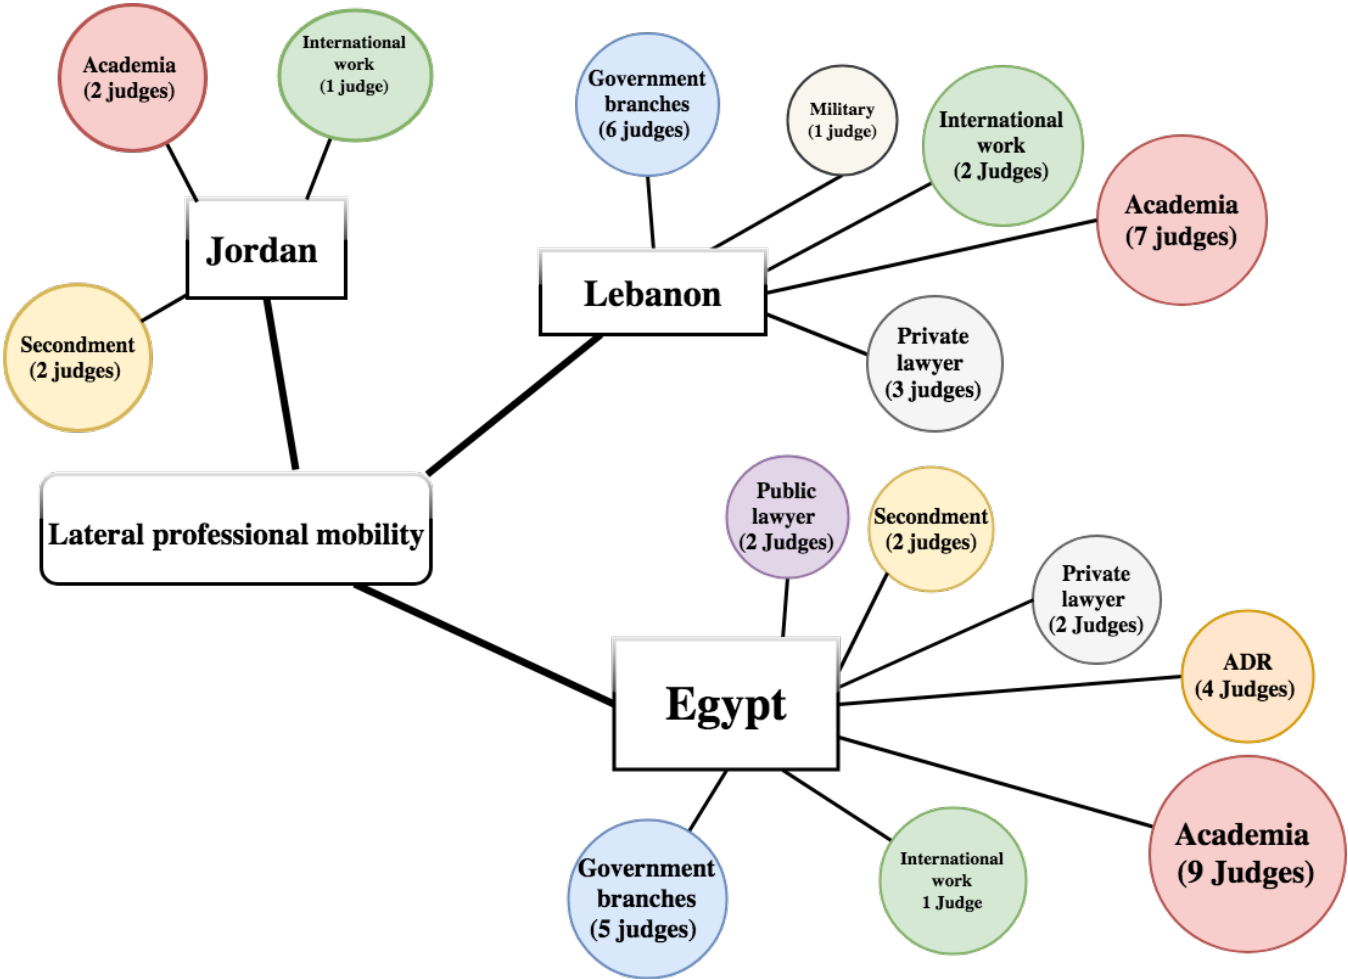 Academia
(2 judges)
International
work
(1 judge)
Jordan
Secondment
(2 judges)
Government
branches
(6 judges)
Military
(1 judge)
International
work
(2 Judges)
Academia
(7 judges)
Lebanon
Private
lawyer
(3 judges)
Lateral professional mobility
Public
lawyer
(2 Judges)
Secondment
(2 judges)
Private
lawyer
(2 Judges)
ADR
(4 Judges)
Egypt
Academia
(9 Judges)
Government
branches
(5 judges)
International
work
1 Judge